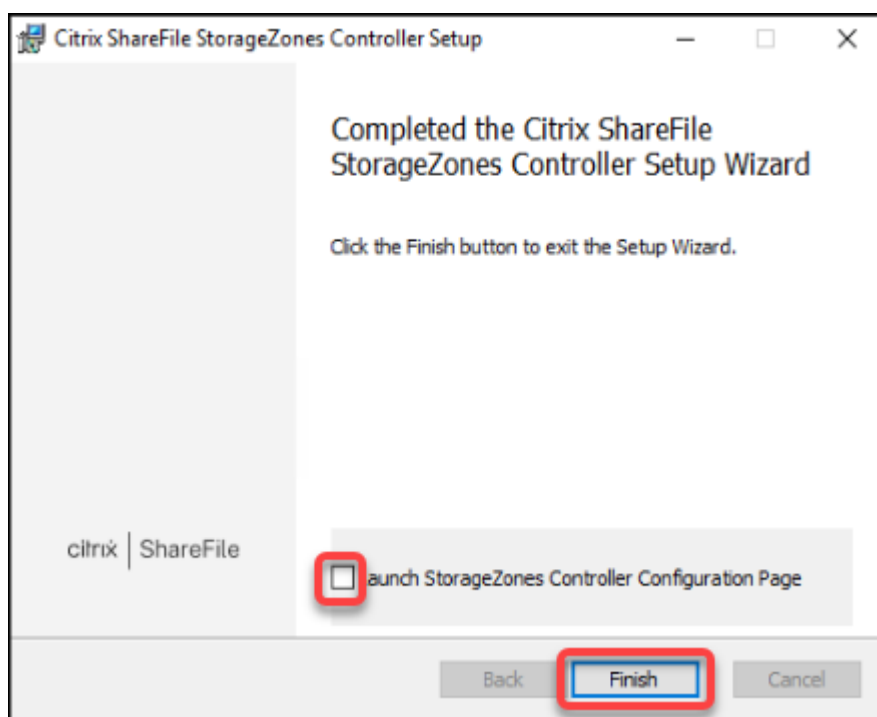 Citrix ShareFile StorageZones Controller Setup
Completed the Citrix ShareFile
StorageZones Controller Setup Wizard
Click the Finish button to exit the Setup Wizard.
citrix | ShareFile
aunch StorageZones Controller Configuration Page
Back Finish Cancel